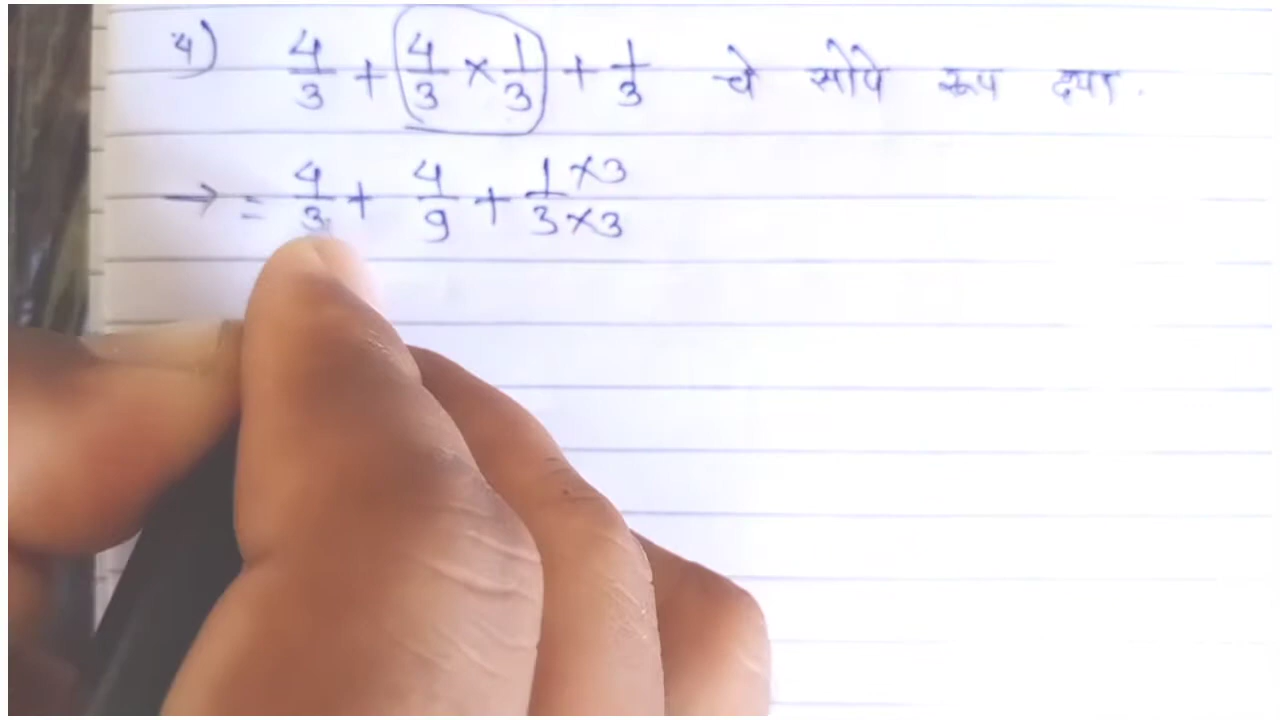 4) 4/3 + (4/3 × 1/3) + 1/3 चे सोपे रूप द्या.
→ = 4/3 + 4/9 + 1×3/3×3